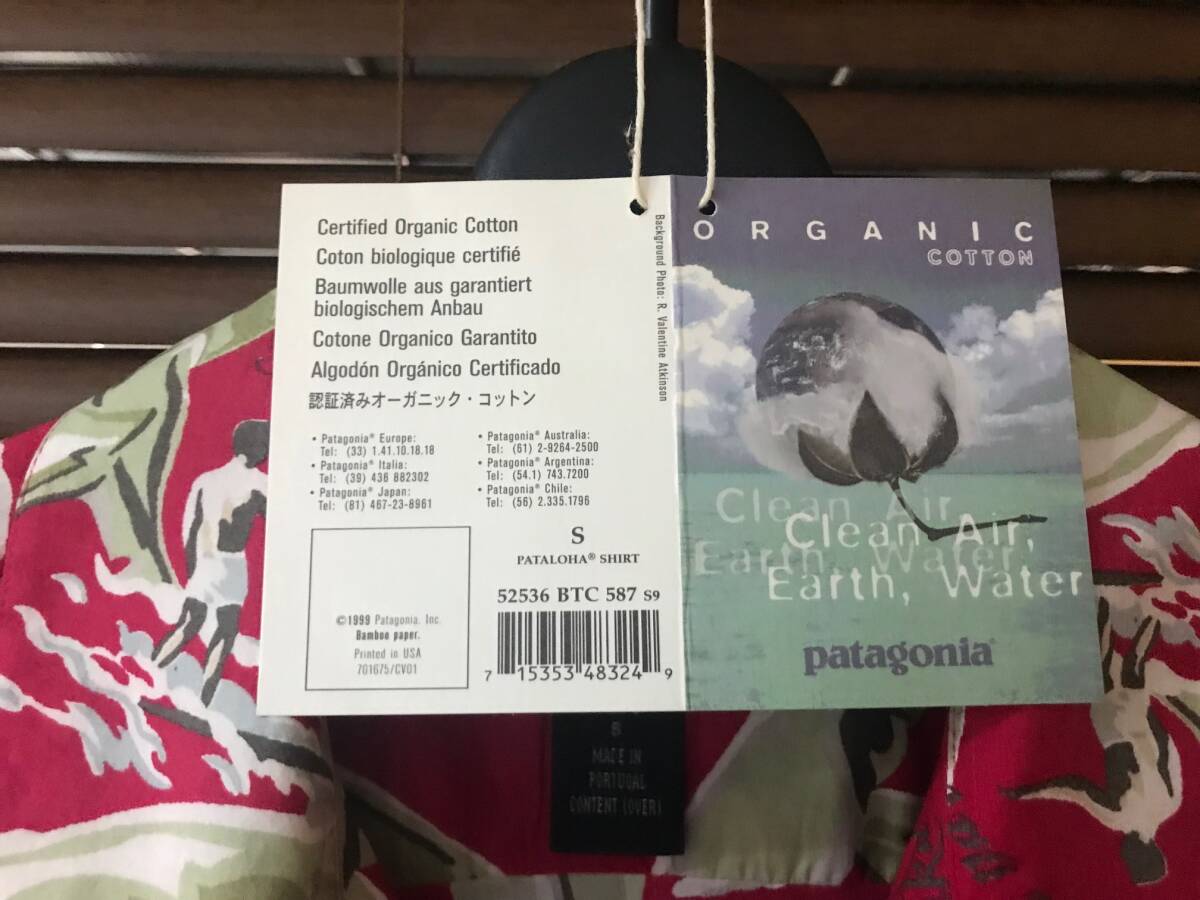 Certified Organic Cotton
Coton biologique certifié
Baumwolle aus garantiert
biologischem Anbau
Cotone Organico Garantito
Algodón Orgánico Certificado
認証済みオーガニック・コットン
• Patagonia® Europe:
Tel: (33) 1.41.10.18.18
• Patagonia® Italia:
Tel: (39) 436 882302
• Patagonia® Japan:
Tel: (81) 467-23-8961
• Patagonia® Australia:
Tel: (61) 2-9264-2500
• Patagonia® Argentina:
Tel: (54.1) 743.7200
• Patagonia® Chile:
Tel: (56) 2.335.1796
©1999 Patagonia, Inc.
Bamboo paper.
Printed in USA
701675/CV01
S
PATALOHA® SHIRT
52536 BTC 587 S9
7 15353 48324 9
Background Photo: R. Valentine Atkinson
ORGANIC
COTTON
Clean Air,
Earth, Water,
Clean Air,
Earth, Water
patagonia®
S
MADE IN
PORTUGAL
CONTENT (OVER)